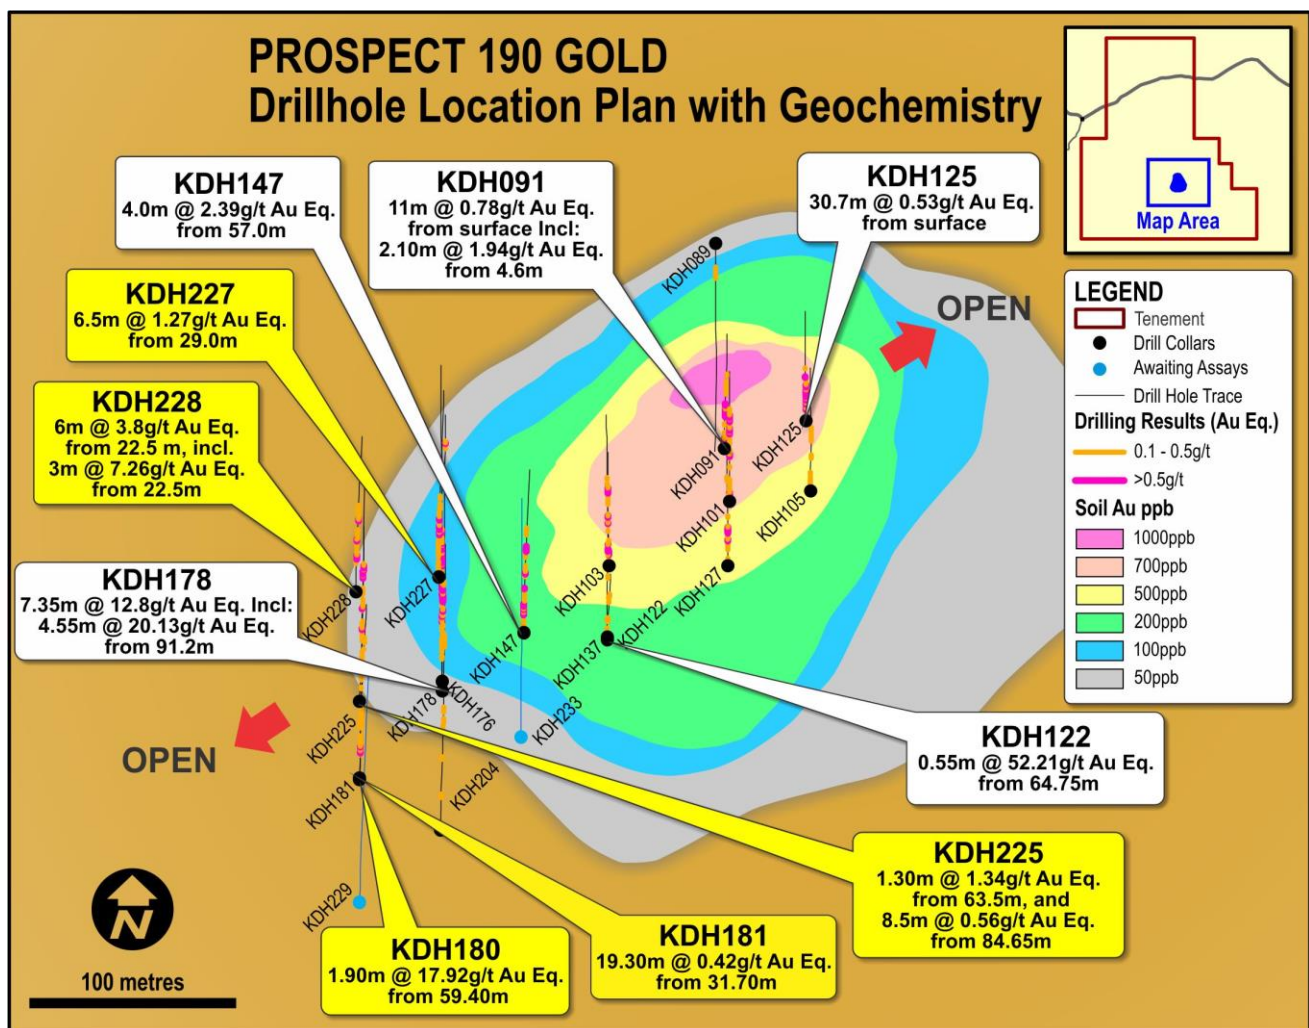 PROSPECT 190 GOLD
Drillhole Location Plan with Geochemistry
Map Area
KDH147
4.0m @ 2.39g/t Au Eq.
from 57.0m
KDH091
11m @ 0.78g/t Au Eq.
from surface Incl:
2.10m @ 1.94g/t Au Eq.
from 4.6m
KDH125
30.7m @ 0.53g/t Au Eq.
from surface
KDH227
6.5m @ 1.27g/t Au Eq.
from 29.0m
KDH228
6m @ 3.8g/t Au Eq.
from 22.5 m, incl.
3m @ 7.26g/t Au Eq.
from 22.5m
KDH178
7.35m @ 12.8g/t Au Eq. Incl:
4.55m @ 20.13g/t Au Eq.
from 91.2m
OPEN
OPEN
KDH089
KDH091
KDH125
KDH101
KDH105
KDH127
KDH103
KDH122
KDH137
KDH147
KDH227
KDH228
KDH176
KDH178
KDH233
KDH225
KDH181
KDH204
KDH229
LEGEND
Tenement
Drill Collars
Awaiting Assays
Drill Hole Trace
Drilling Results (Au Eq.)
0.1 - 0.5g/t
>0.5g/t
Soil Au ppb
1000ppb
700ppb
500ppb
200ppb
100ppb
50ppb
KDH122
0.55m @ 52.21g/t Au Eq.
from 64.75m
KDH225
1.30m @ 1.34g/t Au Eq.
from 63.5m, and
8.5m @ 0.56g/t Au Eq.
from 84.65m
KDH180
1.90m @ 17.92g/t Au Eq.
from 59.40m
KDH181
19.30m @ 0.42g/t Au Eq.
from 31.70m
N
100 metres